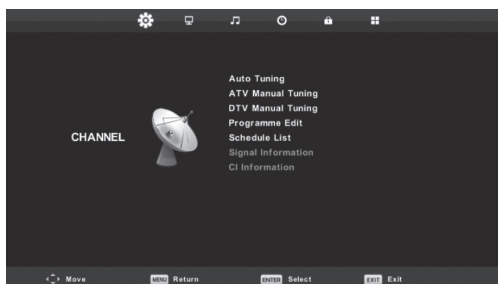 Auto Tuning
ATV Manual Tuning
DTV Manual Tuning
Programme Edit
CHANNEL
Schedule List
Signal Information
CI Information
Move
MENU Return
ENTER Select
EXIT Exit